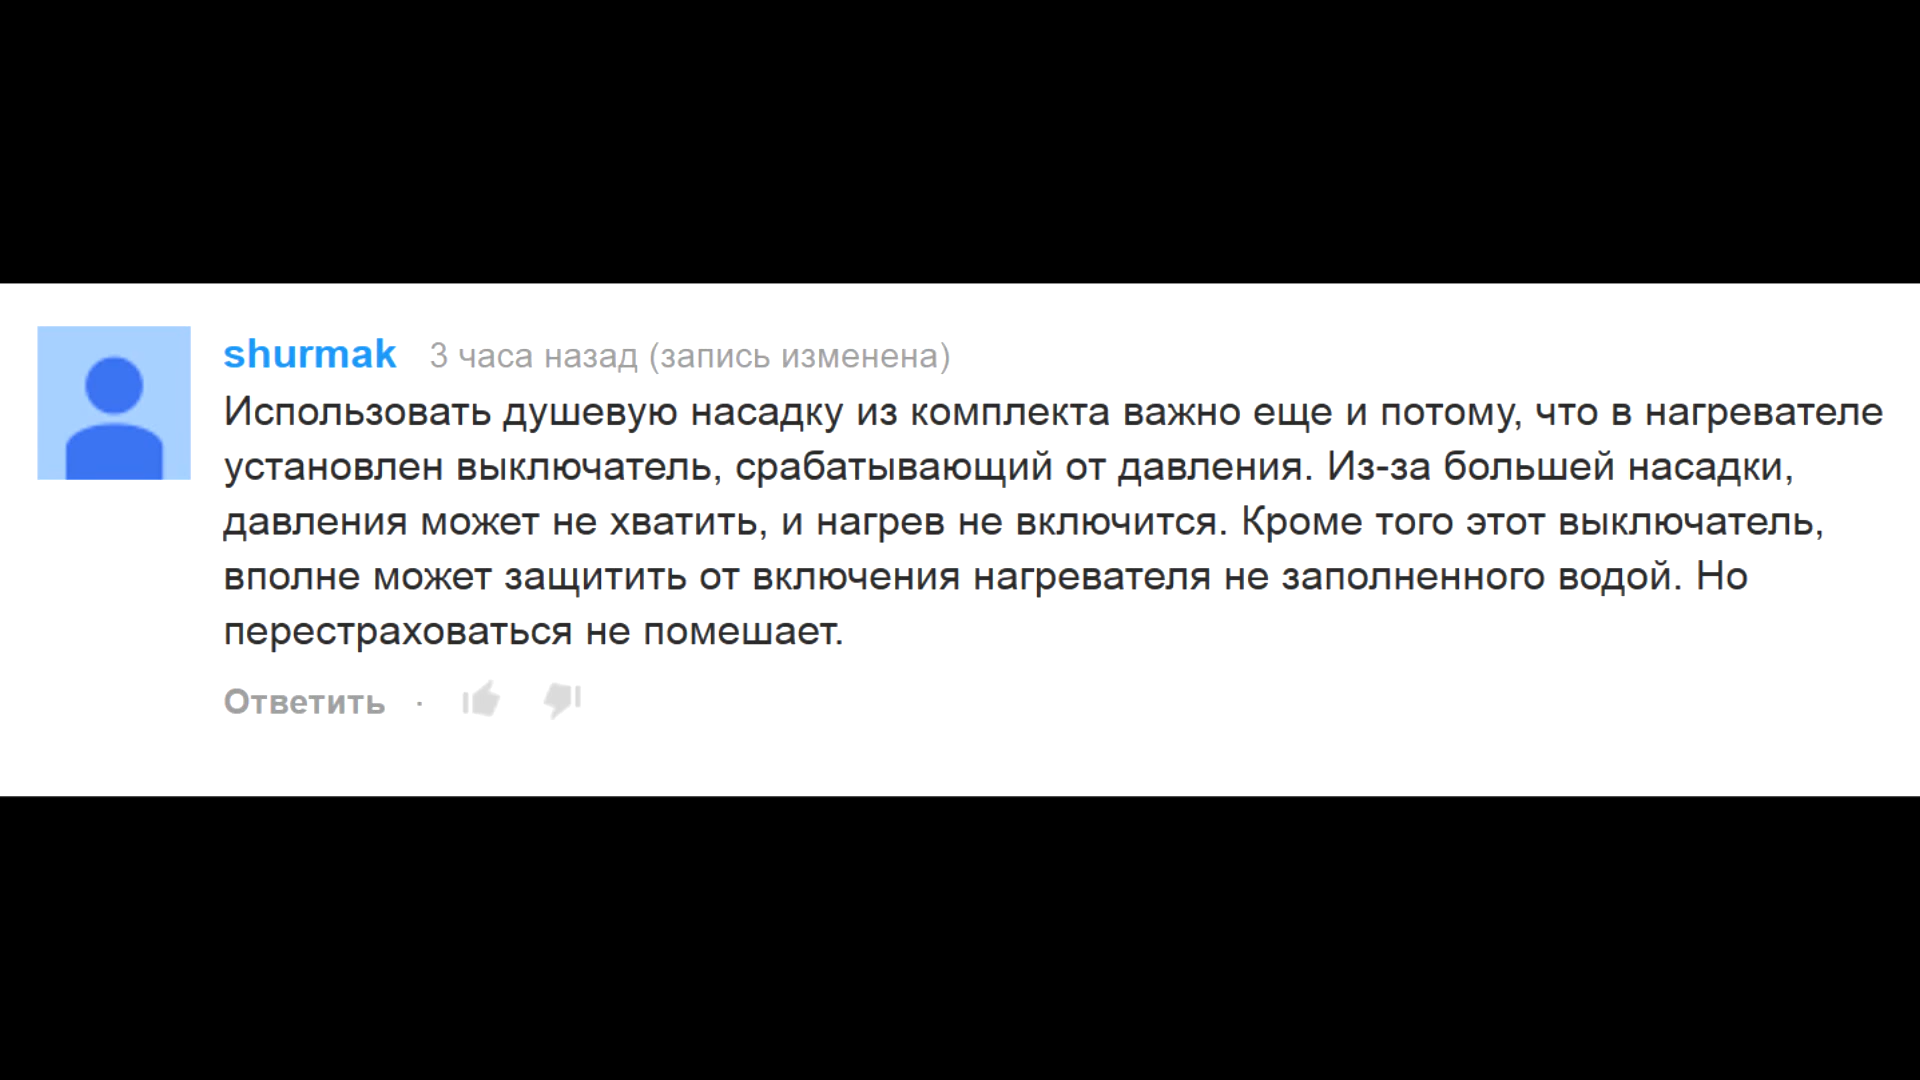 shurmak 3 часа назад (запись изменена)
Использовать душевую насадку из комплекта важно еще и потому, что в нагревателе
установлен выключатель, срабатывающий от давления. Из-за большей насадки,
давления может не хватить, и нагрев не включится. Кроме того этот выключатель,
вполне может защитить от включения нагревателя не заполненного водой. Но
перестраховаться не помешает.
Ответить ·